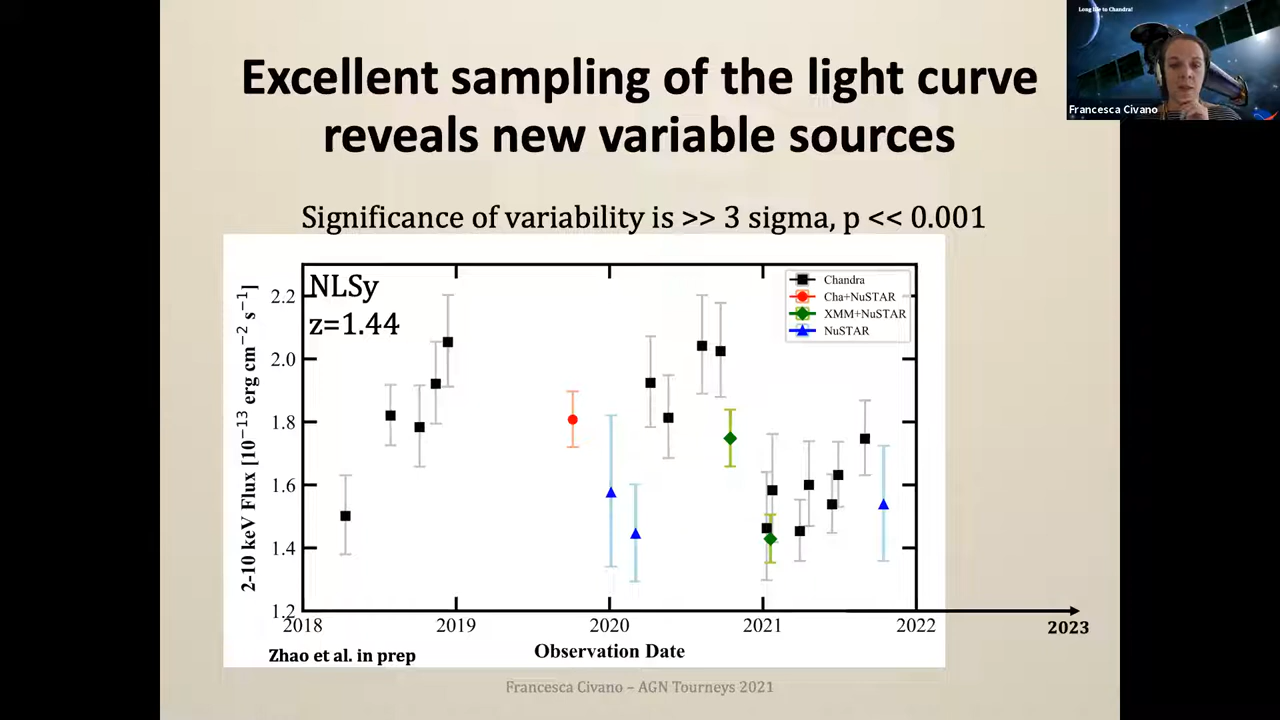 Long life to Chandra!
Francesca Civano
Excellent sampling of the light curve
reveals new variable sources
Significance of variability is >> 3 sigma, p << 0.001
NLSy
z=1.44
Chandra
Cha+NuSTAR
XMM+NuSTAR
NuSTAR
2-10 keV Flux [10⁻¹³ erg cm⁻² s⁻¹]
2.2
2.0
1.8
1.6
1.4
1.2
2018 2019 2020 2021 2022 2023
Observation Date
Zhao et al. in prep
Francesca Civano – AGN Tourneys 2021